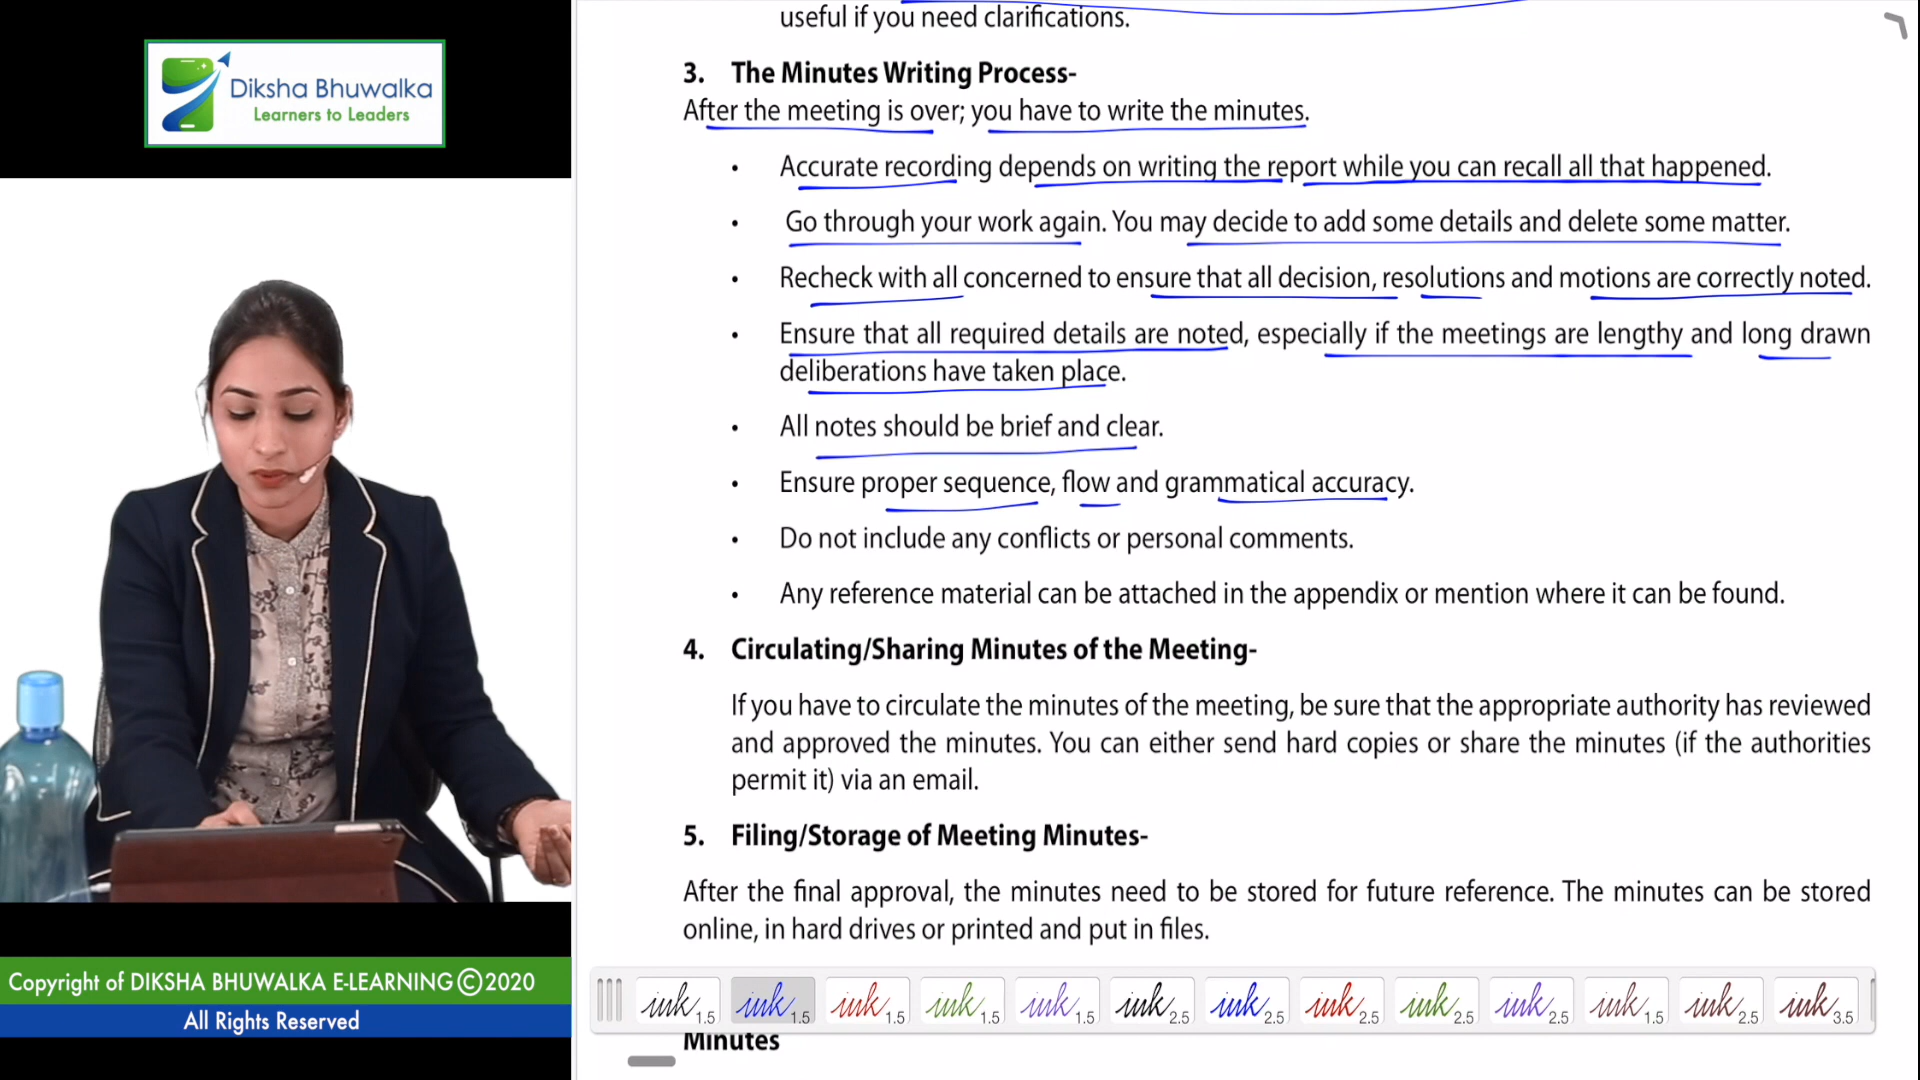 Diksha Bhuwalka
Learners to Leaders
useful if you need clarifications.
3. The Minutes Writing Process-
After the meeting is over; you have to write the minutes.
• Accurate recording depends on writing the report while you can recall all that happened.
• Go through your work again. You may decide to add some details and delete some matter.
• Recheck with all concerned to ensure that all decision, resolutions and motions are correctly noted.
• Ensure that all required details are noted, especially if the meetings are lengthy and long drawn
deliberations have taken place.
• All notes should be brief and clear.
• Ensure proper sequence, flow and grammatical accuracy.
• Do not include any conflicts or personal comments.
• Any reference material can be attached in the appendix or mention where it can be found.
4. Circulating/Sharing Minutes of the Meeting-
If you have to circulate the minutes of the meeting, be sure that the appropriate authority has reviewed
and approved the minutes. You can either send hard copies or share the minutes (if the authorities
permit it) via an email.
5. Filing/Storage of Meeting Minutes-
After the final approval, the minutes need to be stored for future reference. The minutes can be stored
online, in hard drives or printed and put in files.
ink 1.5 ink 1.5 ink 1.5 ink 1.5 ink 1.5 ink 2.5 ink 2.5 ink 2.5 ink 2.5 ink 2.5 ink 1.5 ink 2.5 ink 3.5
Minutes
Copyright of DIKSHA BHUWALKA E-LEARNING©2020
All Rights Reserved